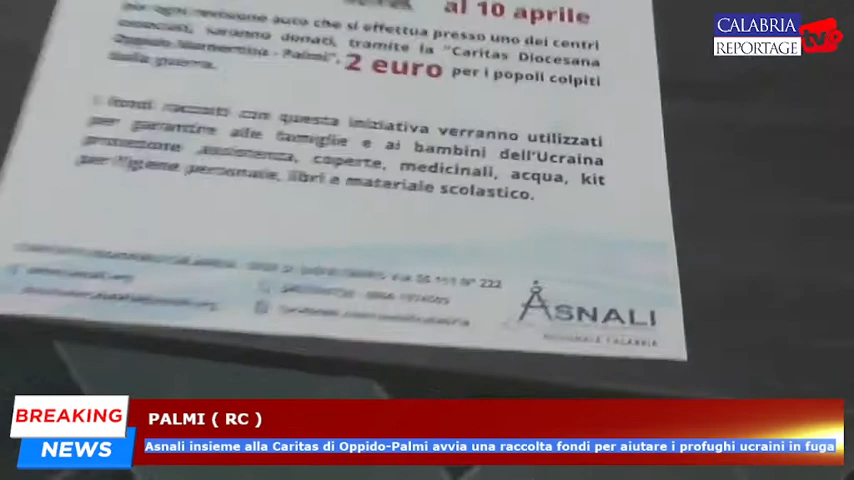 al 10 aprile
CALABRIA
REPORTAGE tv
per ogni revisione auto che si effettua presso uno dei centri
associati, saranno donati, tramite la "Caritas Diocesana
Oppido Mamertina - Palmi", 2 euro per i popoli colpiti
dalla guerra.
I fondi raccolti con questa iniziativa verranno utilizzati
per garantire alle famiglie e ai bambini dell'Ucraina
assistenza, coperte, medicinali, acqua, kit
per l'igiene personale, libri e materiale scolastico.
N° 222
ASNALI
REGIONALE CALABRIA
BREAKING
NEWS
PALMI ( RC )
Asnali insieme alla Caritas di Oppido-Palmi avvia una raccolta fondi per aiutare i profughi ucraini in fuga